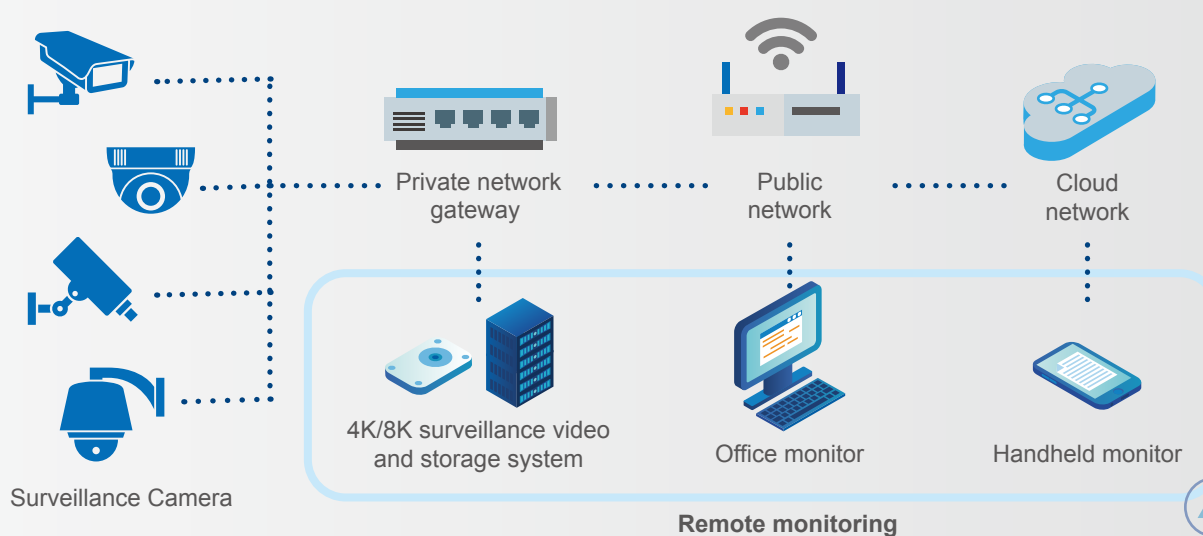 Private network
gateway
Public
network
Cloud
network
4K/8K surveillance video
and storage system
Office monitor
Handheld monitor
Surveillance Camera
Remote monitoring